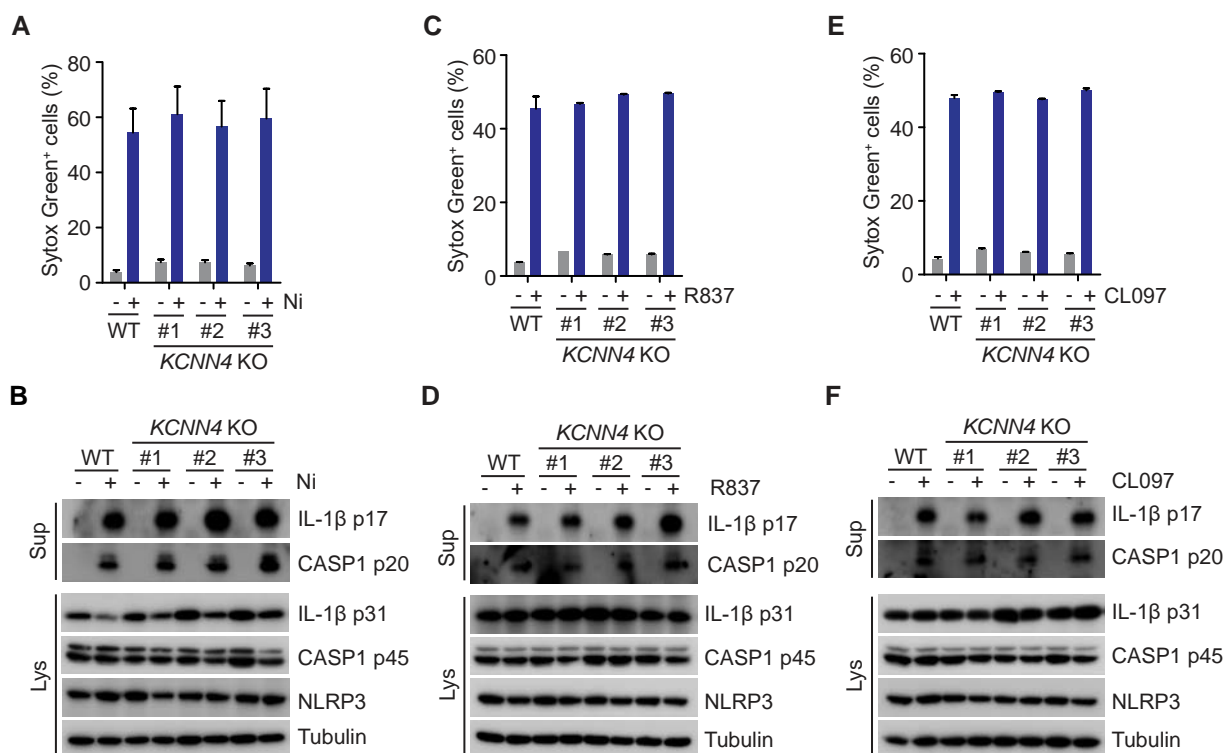 A
Sytox Green⁺ cells (%)
80
60
40
20
0
- + - + - + - + Ni
WT #1 #2 #3
KCNN4 KO
C
Sytox Green⁺ cells (%)
60
40
20
0
- + - + - + - + R837
WT #1 #2 #3
KCNN4 KO
E
Sytox Green⁺ cells (%)
60
40
20
0
- + - + - + - + CL097
WT #1 #2 #3
KCNN4 KO
B
KCNN4 KO
WT #1 #2 #3
- + - + - + - + Ni
Sup
IL-1β p17
CASP1 p20
Lys
IL-1β p31
CASP1 p45
NLRP3
Tubulin
D
KCNN4 KO
WT #1 #2 #3
- + - + - + - + R837
Sup
IL-1β p17
CASP1 p20
Lys
IL-1β p31
CASP1 p45
NLRP3
Tubulin
F
KCNN4 KO
WT #1 #2 #3
- + - + - + - + CL097
Sup
IL-1β p17
CASP1 p20
Lys
IL-1β p31
CASP1 p45
NLRP3
Tubulin